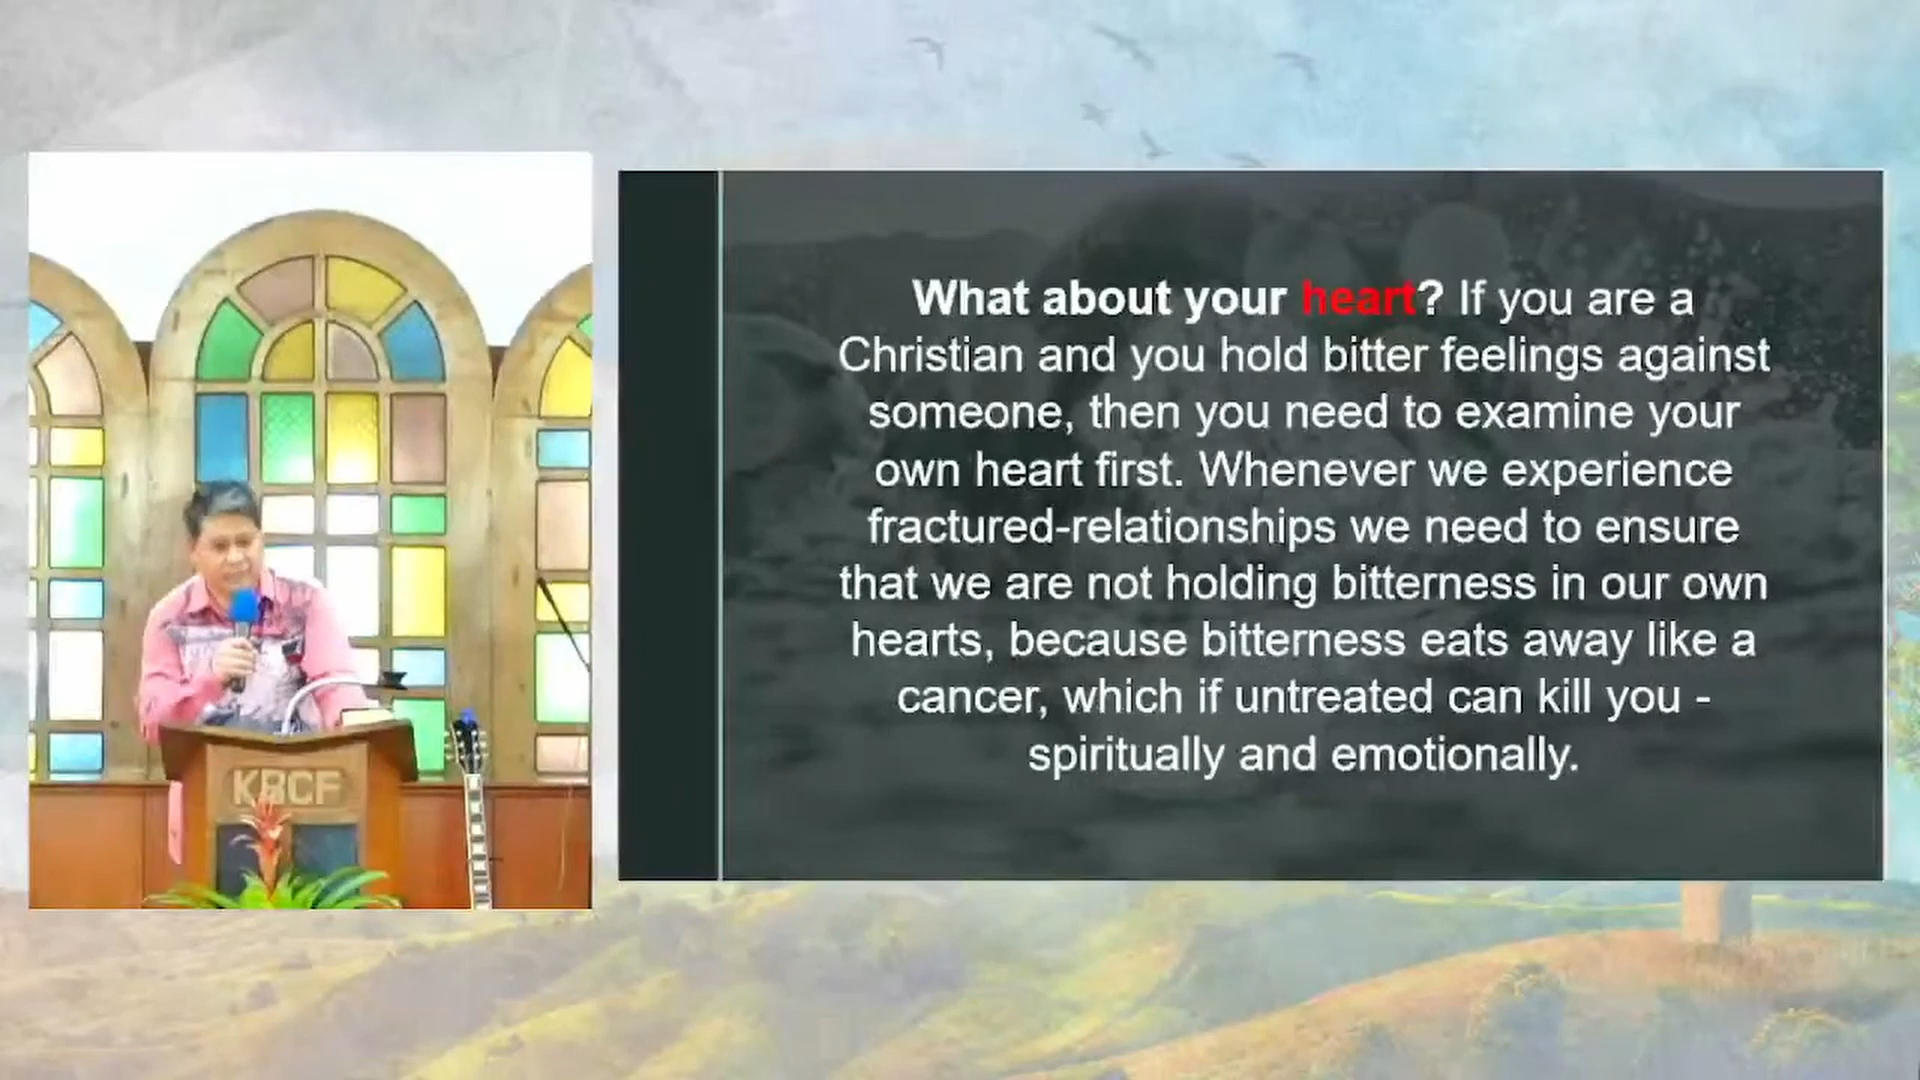 What about your heart? If you are a
Christian and you hold bitter feelings against
someone, then you need to examine your
own heart first. Whenever we experience
fractured-relationships we need to ensure
that we are not holding bitterness in our own
hearts, because bitterness eats away like a
cancer, which if untreated can kill you -
spiritually and emotionally.
KBCF